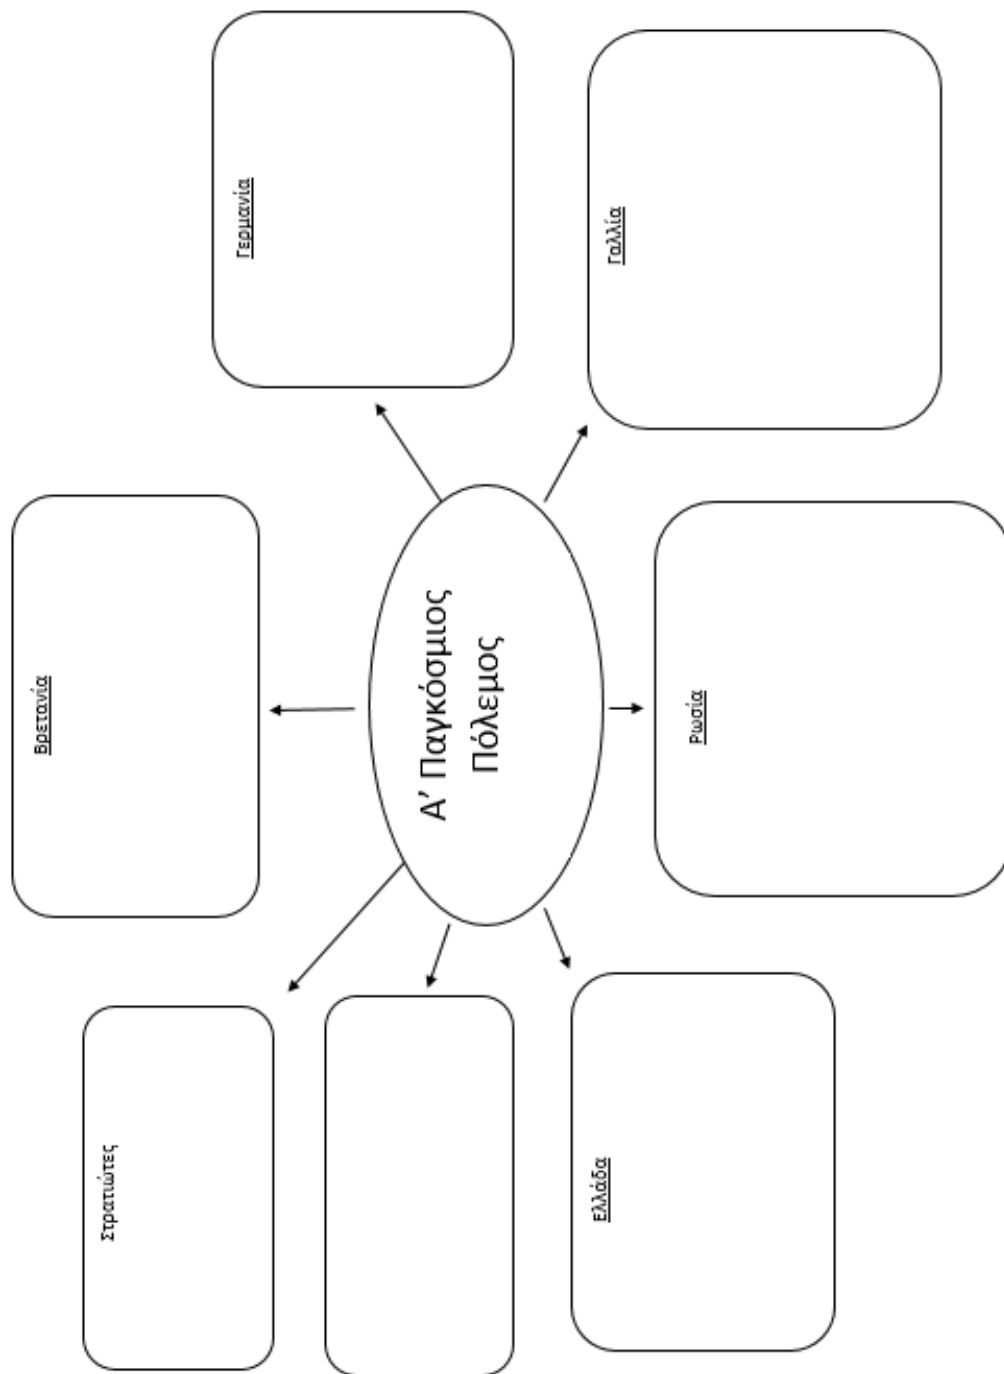 Βρετανία
Στρατιώτες
Γερμανία
Α’ Παγκόσμιος
Πόλεμος
Γαλλία
Ελλάδα
Ρωσία